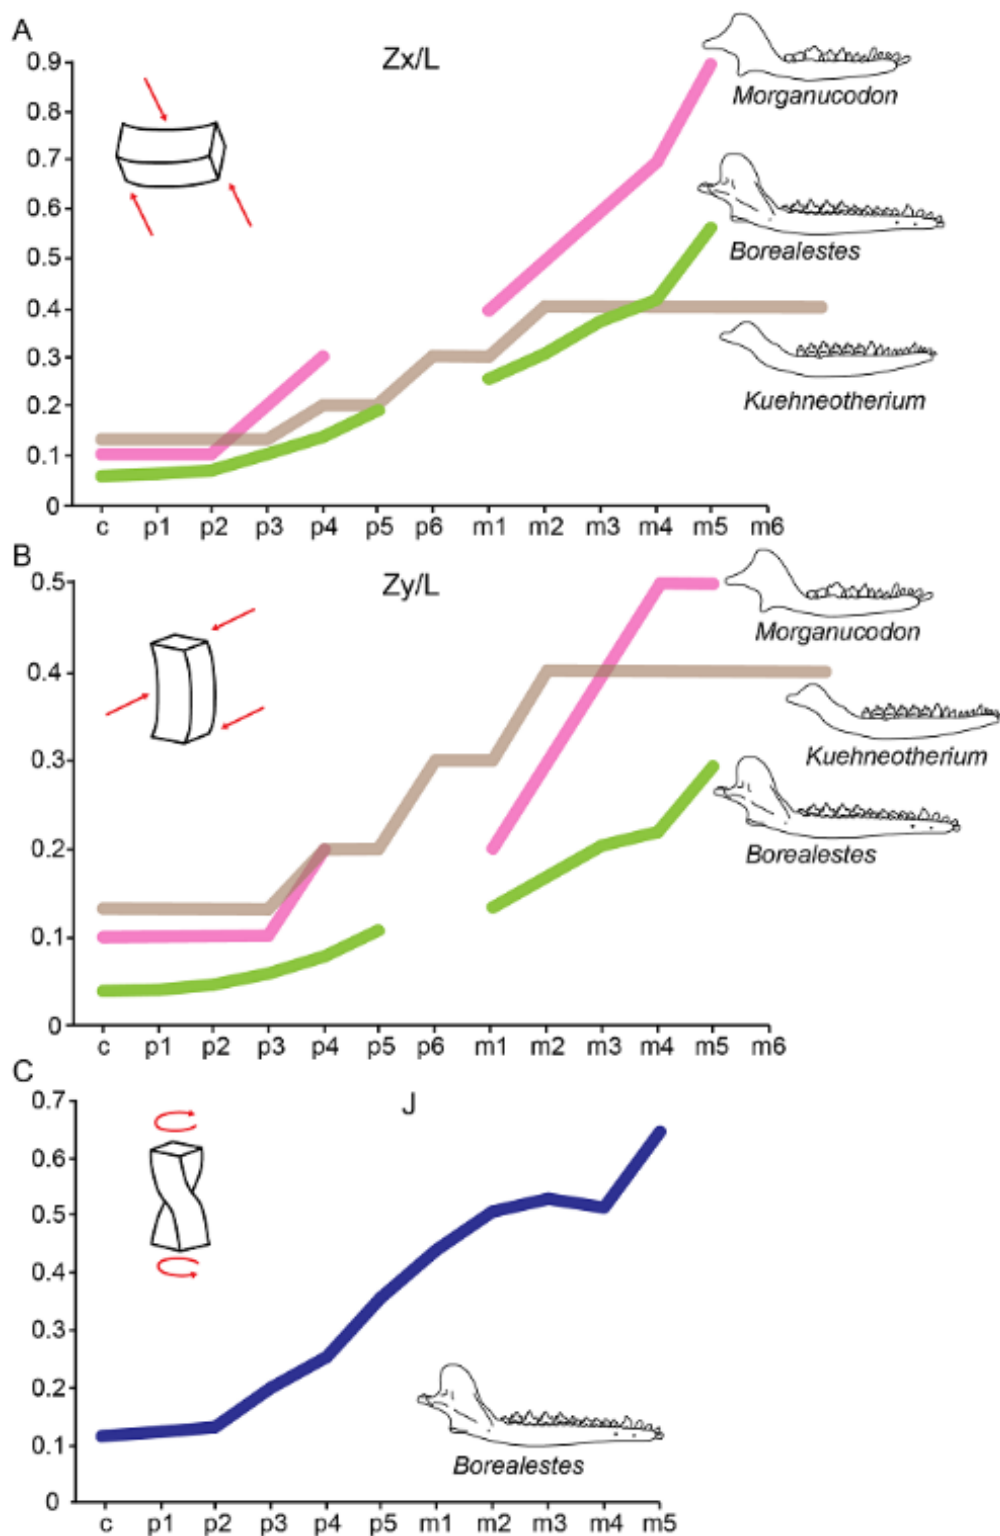 A
Zx/L
0.9
0.8
0.7
0.6
0.5
0.4
0.3
0.2
0.1
0
Morganucodon
Borealestes
Kuehneotherium
c p1 p2 p3 p4 p5 p6 m1 m2 m3 m4 m5 m6
B
Zy/L
0.5
0.4
0.3
0.2
0.1
0
Morganucodon
Kuehneotherium
Borealestes
c p1 p2 p3 p4 p5 p6 m1 m2 m3 m4 m5 m6
C
J
0.7
0.6
0.5
0.4
0.3
0.2
0.1
0
Borealestes
c p1 p2 p3 p4 p5 m1 m2 m3 m4 m5